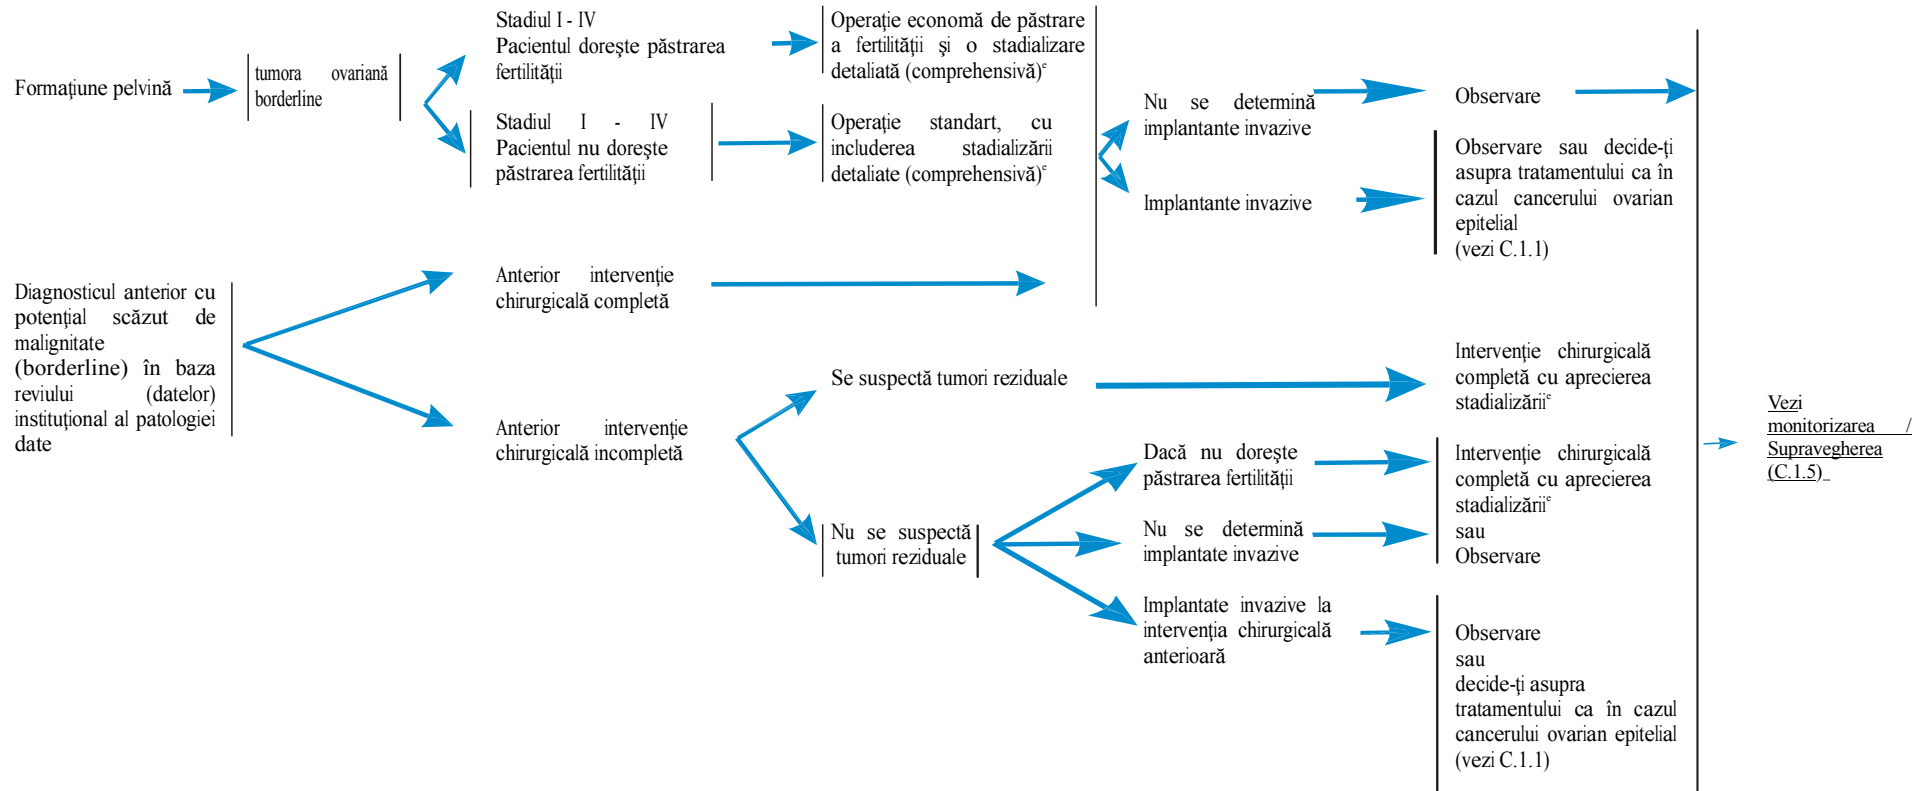 Formațiune pelvină
tumora ovariană
borderline
Stadiul I - IV
Pacientul dorește păstrarea
fertilității
Operație economă de păstrare
a fertilității și o stadializare
detaliată (comprehensivă)e
Stadiul I - IV
Pacientul nu dorește
păstrarea fertilității
Operație standart, cu
includerea stadializării
detaliate (comprehensivă)e
Nu se determină
implantante invazive
Observare
Implantante invazive
Observare sau decide-ți
asupra tratamentului ca în
cazul cancerului ovarian
epitelial
(vezi C.1.1)
Diagnosticul anterior cu
potențial scăzut de
malignitate
(borderline) în baza
reviului (datelor)
instituțional al patologiei
date
Anterior intervenție
chirurgicală completă
Anterior intervenție
chirurgicală incompletă
Se suspectă tumori reziduale
Intervenție chirurgicală
completă cu aprecierea
stadializăriie
Nu se suspectă
tumori reziduale
Dacă nu dorește
păstrarea fertilității
Nu se determină
implantate invazive
Intervenție chirurgicală
completă cu aprecierea
stadializăriie
sau
Observare
Implantate invazive la
intervenția chirurgicală
anterioară
Observare
sau
decide-ți asupra
tratamentului ca în cazul
cancerului ovarian epitelial
(vezi C.1.1)
Vezi
monitorizarea /
Supravegherea
(C.1.5)